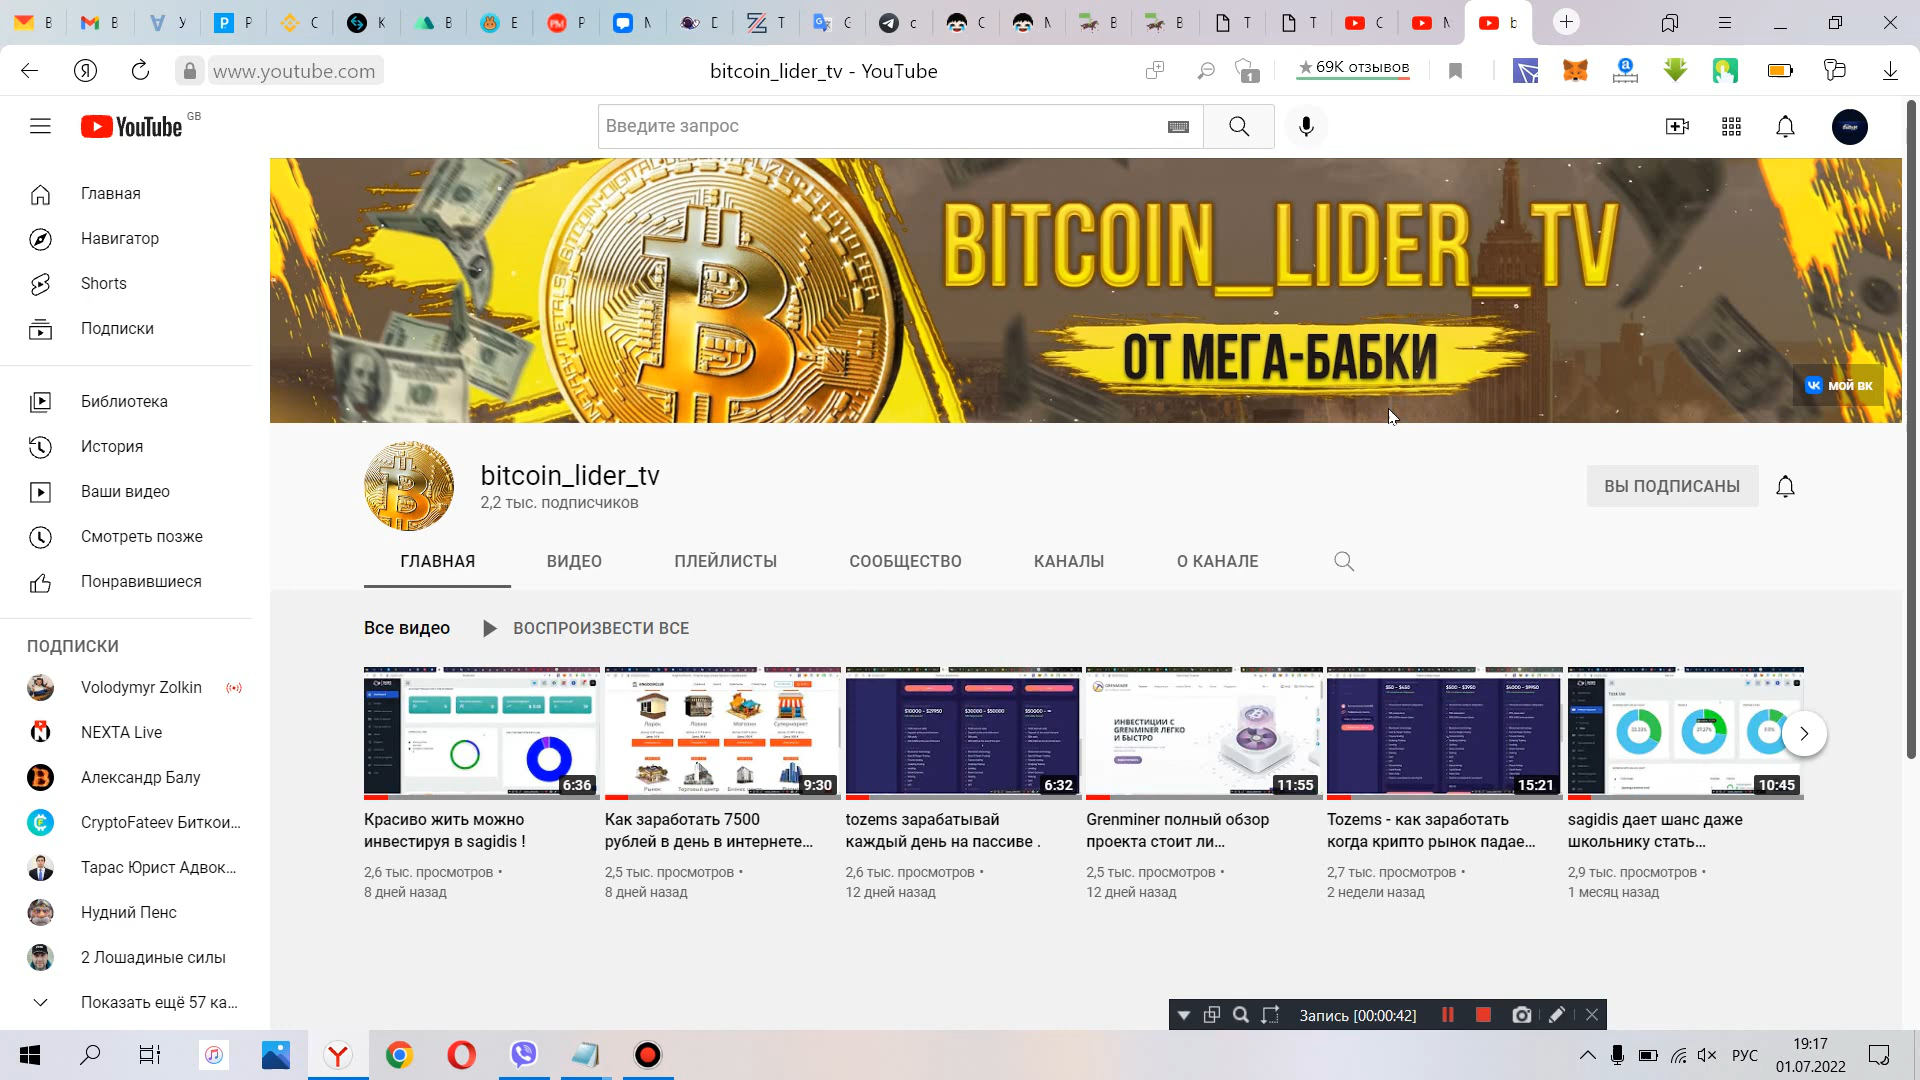 www.youtube.com
bitcoin_lider_tv - YouTube
69K отзывов
1
YouTube
GB
Введите запрос
Главная
Навигатор
Shorts
Подписки
Библиотека
История
Ваши видео
Смотреть позже
Понравившиеся
ПОДПИСКИ
Volodymyr Zolkin
NEXTA Live
Александр Балу
CryptoFateev Биткои...
Тарас Юрист Адвок...
Нудний Пенс
2 Лошадиные силы
Показать ещё 57 ка...
BITCOIN_LIDER_TV
ОТ МЕГА-БАБКИ
МОЙ ВК
bitcoin_lider_tv
2,2 тыс. подписчиков
ВЫ ПОДПИСАНЫ
ГЛАВНАЯ
ВИДЕО
ПЛЕЙЛИСТЫ
СООБЩЕСТВО
КАНАЛЫ
О КАНАЛЕ
Все видео
ВОСПРОИЗВЕСТИ ВСЕ
6:36
Красиво жить можно
инвестируя в sagidis !
2,6 тыс. просмотров •
8 дней назад
9:30
Как заработать 7500
рублей в день в интернете...
2,5 тыс. просмотров •
8 дней назад
6:32
tozems зарабатывай
каждый день на пассиве .
2,6 тыс. просмотров •
12 дней назад
ИНВЕСТИЦИИ С
GRENMINER ЛЕГКО
И БЫСТРО
11:55
Grenminer полный обзор
проекта стоит ли...
2,5 тыс. просмотров •
12 дней назад
15:21
Tozems - как заработать
когда крипто рынок падае...
2,7 тыс. просмотров •
2 недели назад
10:45
sagidis дает шанс даже
школьнику стать...
2,9 тыс. просмотров •
1 месяц назад
Запись [00:00:42]
РУС
19:17
01.07.2022